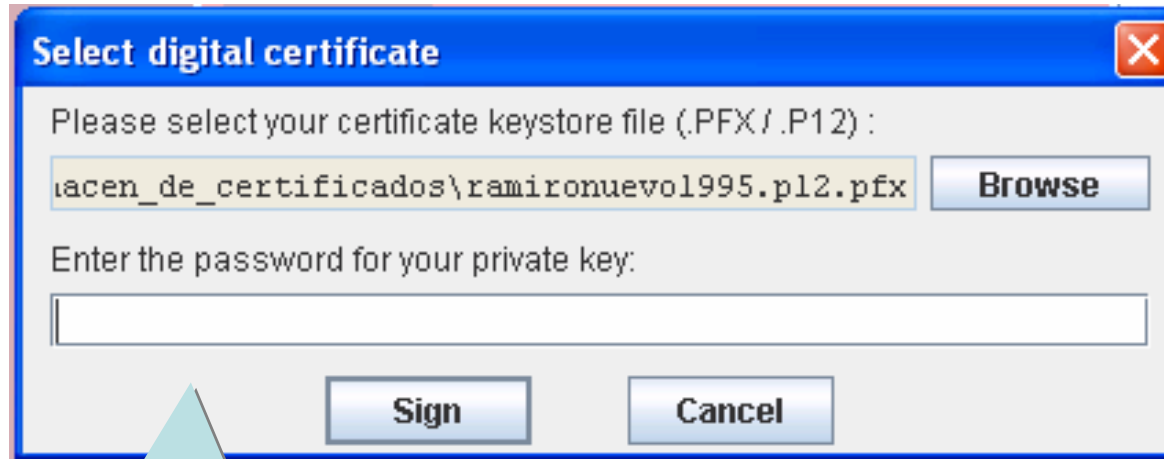 Select digital certificate
Please select your certificate keystore file (.PFX / .P12) :
acen_de_certificados\ramironuevo1995.p12.pfx Browse
Enter the password for your private key:
Sign Cancel